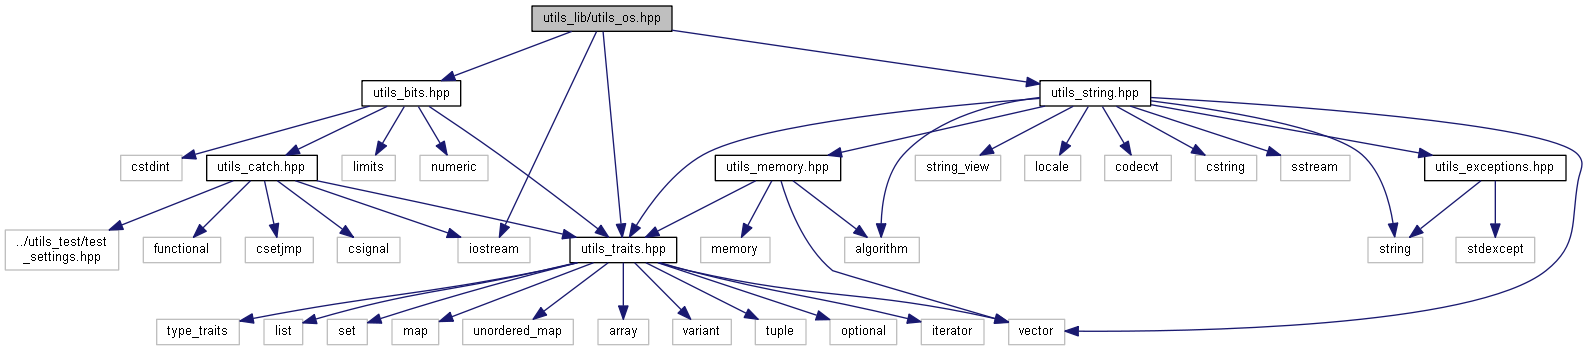 utils_lib/utils_os.hpp
utils_bits.hpp
utils_string.hpp
cstdint
utils_catch.hpp
limits
numeric
utils_memory.hpp
string_view
locale
codecvt
cstring
sstream
utils_exceptions.hpp
../utils_test/test
_settings.hpp
functional
csetjmp
csignal
iostream
utils_traits.hpp
memory
algorithm
string
stdexcept
type_traits
list
set
map
unordered_map
array
variant
tuple
optional
iterator
vector